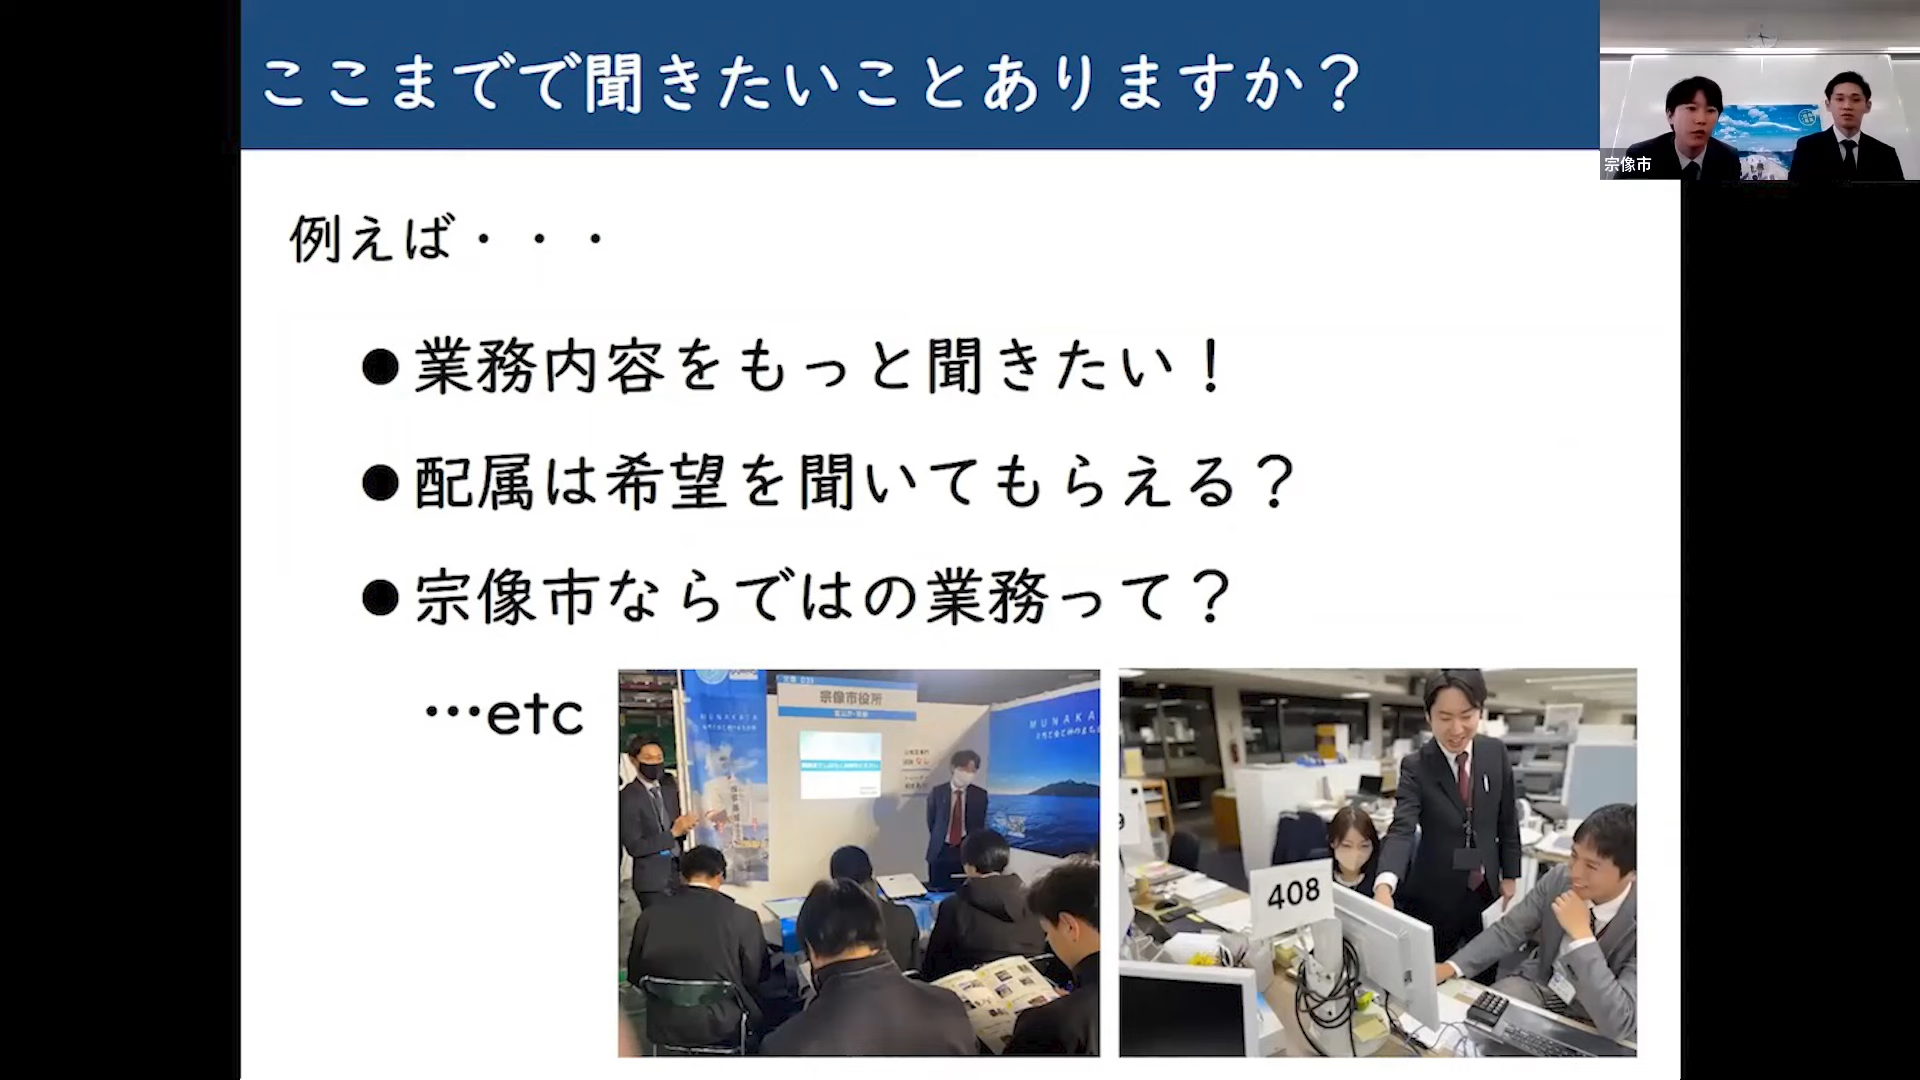 ここまでで聞きたいことありますか？
宗像市
例えば・・・
●業務内容をもっと聞きたい！
●配属は希望を聞いてもらえる？
●宗像市ならではの業務って？
…etc
宗像市役所
MUNAKATA
MUNAKA
408